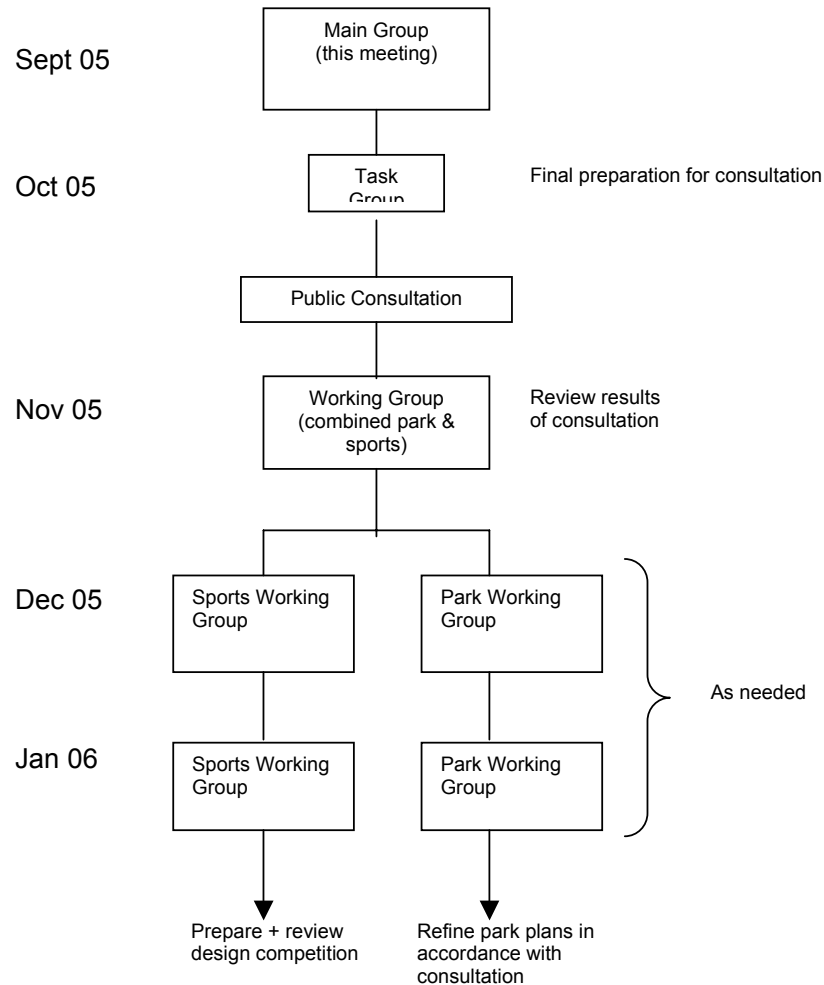 Sept 05
Main Group
(this meeting)
Oct 05
Task
Group
Final preparation for consultation
Public Consultation
Nov 05
Working Group
(combined park &
sports)
Review results
of consultation
Dec 05
Sports Working
Group
Park Working
Group
As needed
Jan 06
Sports Working
Group
Park Working
Group
Prepare + review
design competition
Refine park plans in
accordance with
consultation